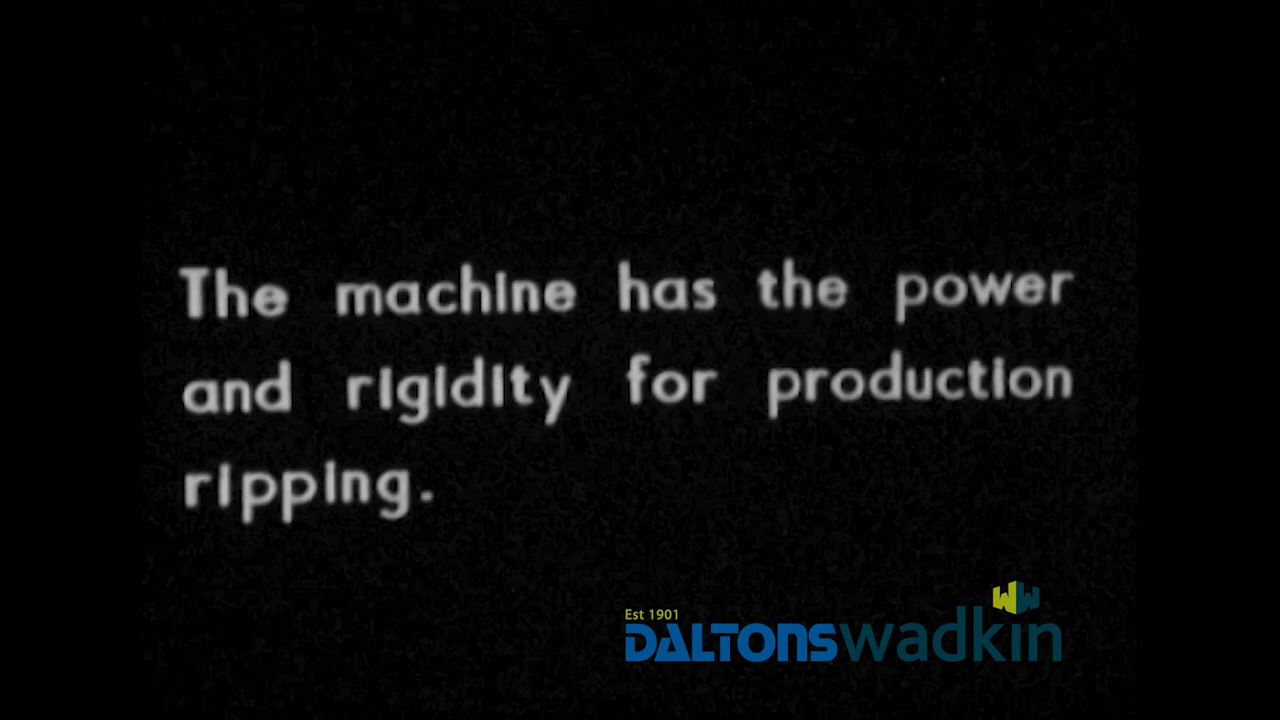 The machine has the power
and rigidity for production
ripping.
Est 1901
DALTONSwadkin